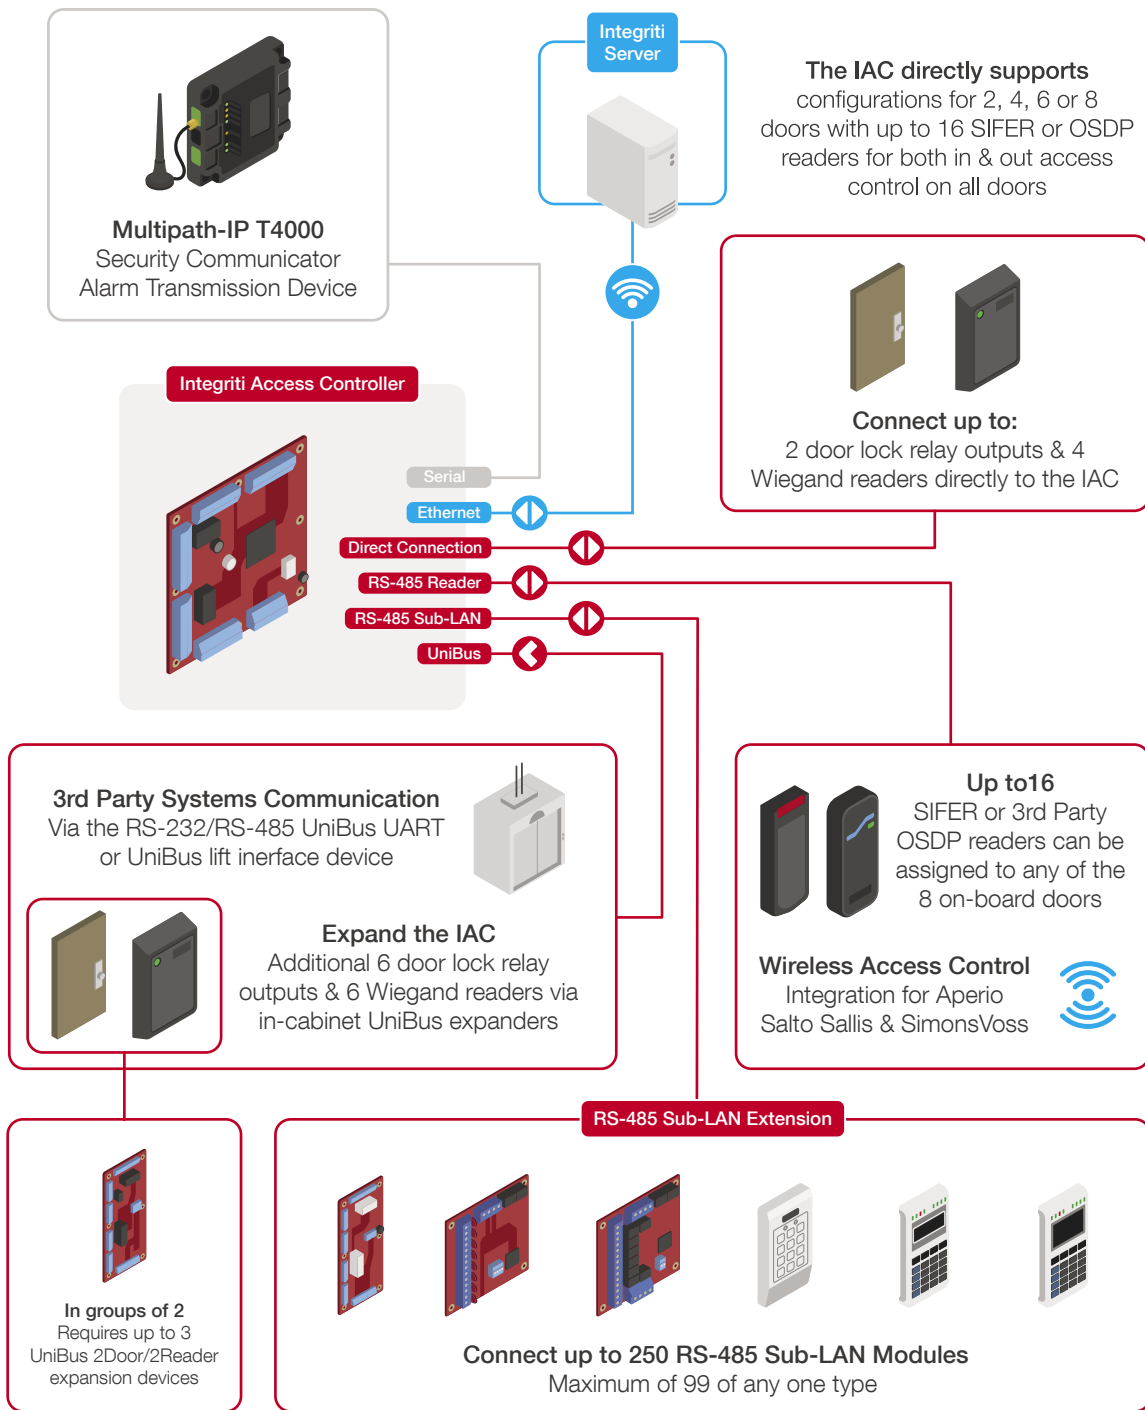 Integriti
Server
The IAC directly supports
configurations for 2, 4, 6 or 8
doors with up to 16 SIFER or OSDP
readers for both in & out access
control on all doors
Multipath-IP T4000
Security Communicator
Alarm Transmission Device
Integriti Access Controller
Connect up to:
2 door lock relay outputs & 4
Wiegand readers directly to the IAC
Serial
Ethernet
Direct Connection
RS-485 Reader
RS-485 Sub-LAN
UniBus
3rd Party Systems Communication
Via the RS-232/RS-485 UniBus UART
or UniBus lift inerface device
Expand the IAC
Additional 6 door lock relay
outputs & 6 Wiegand readers via
in-cabinet UniBus expanders
Up to16
SIFER or 3rd Party
OSDP readers can be
assigned to any of the
8 on-board doors
Wireless Access Control
Integration for Aperio
Salto Sallis & SimonsVoss
In groups of 2
Requires up to 3
UniBus 2Door/2Reader
expansion devices
RS-485 Sub-LAN Extension
Connect up to 250 RS-485 Sub-LAN Modules
Maximum of 99 of any one type